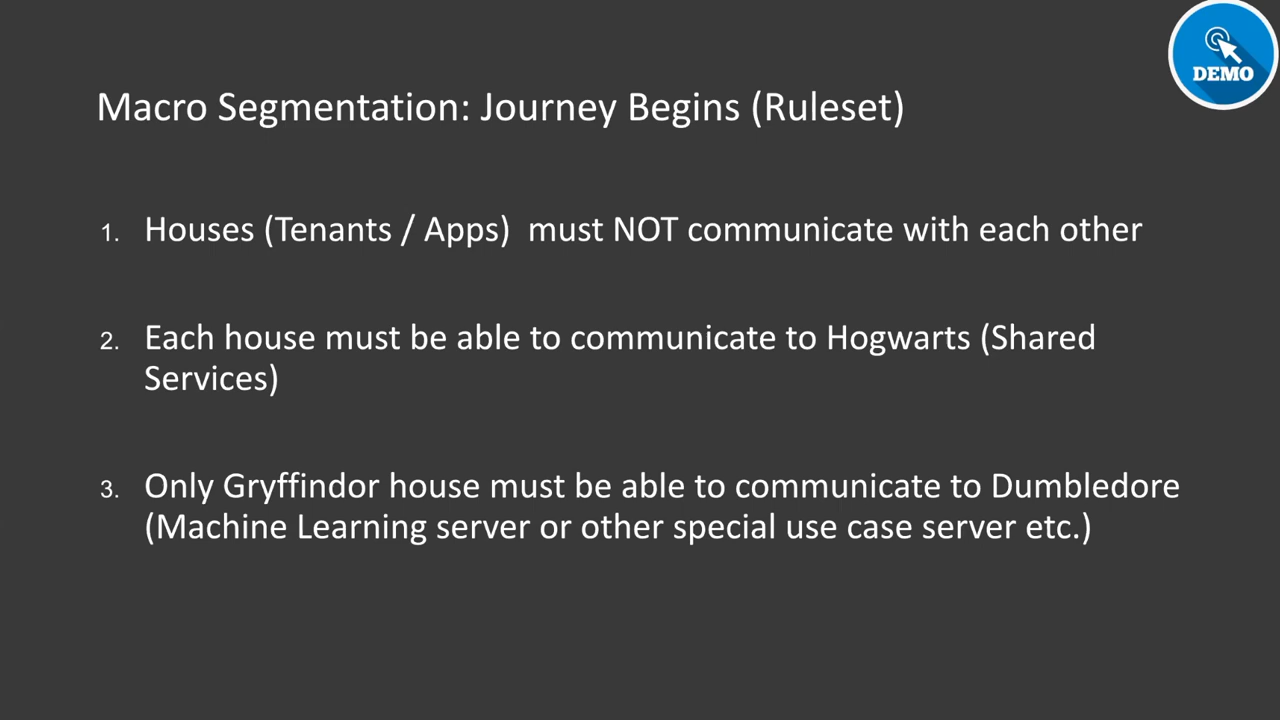 DEMO
Macro Segmentation: Journey Begins (Ruleset)
1. Houses (Tenants / Apps)  must NOT communicate with each other
2. Each house must be able to communicate to Hogwarts (Shared
Services)
3. Only Gryffindor house must be able to communicate to Dumbledore
(Machine Learning server or other special use case server etc.)